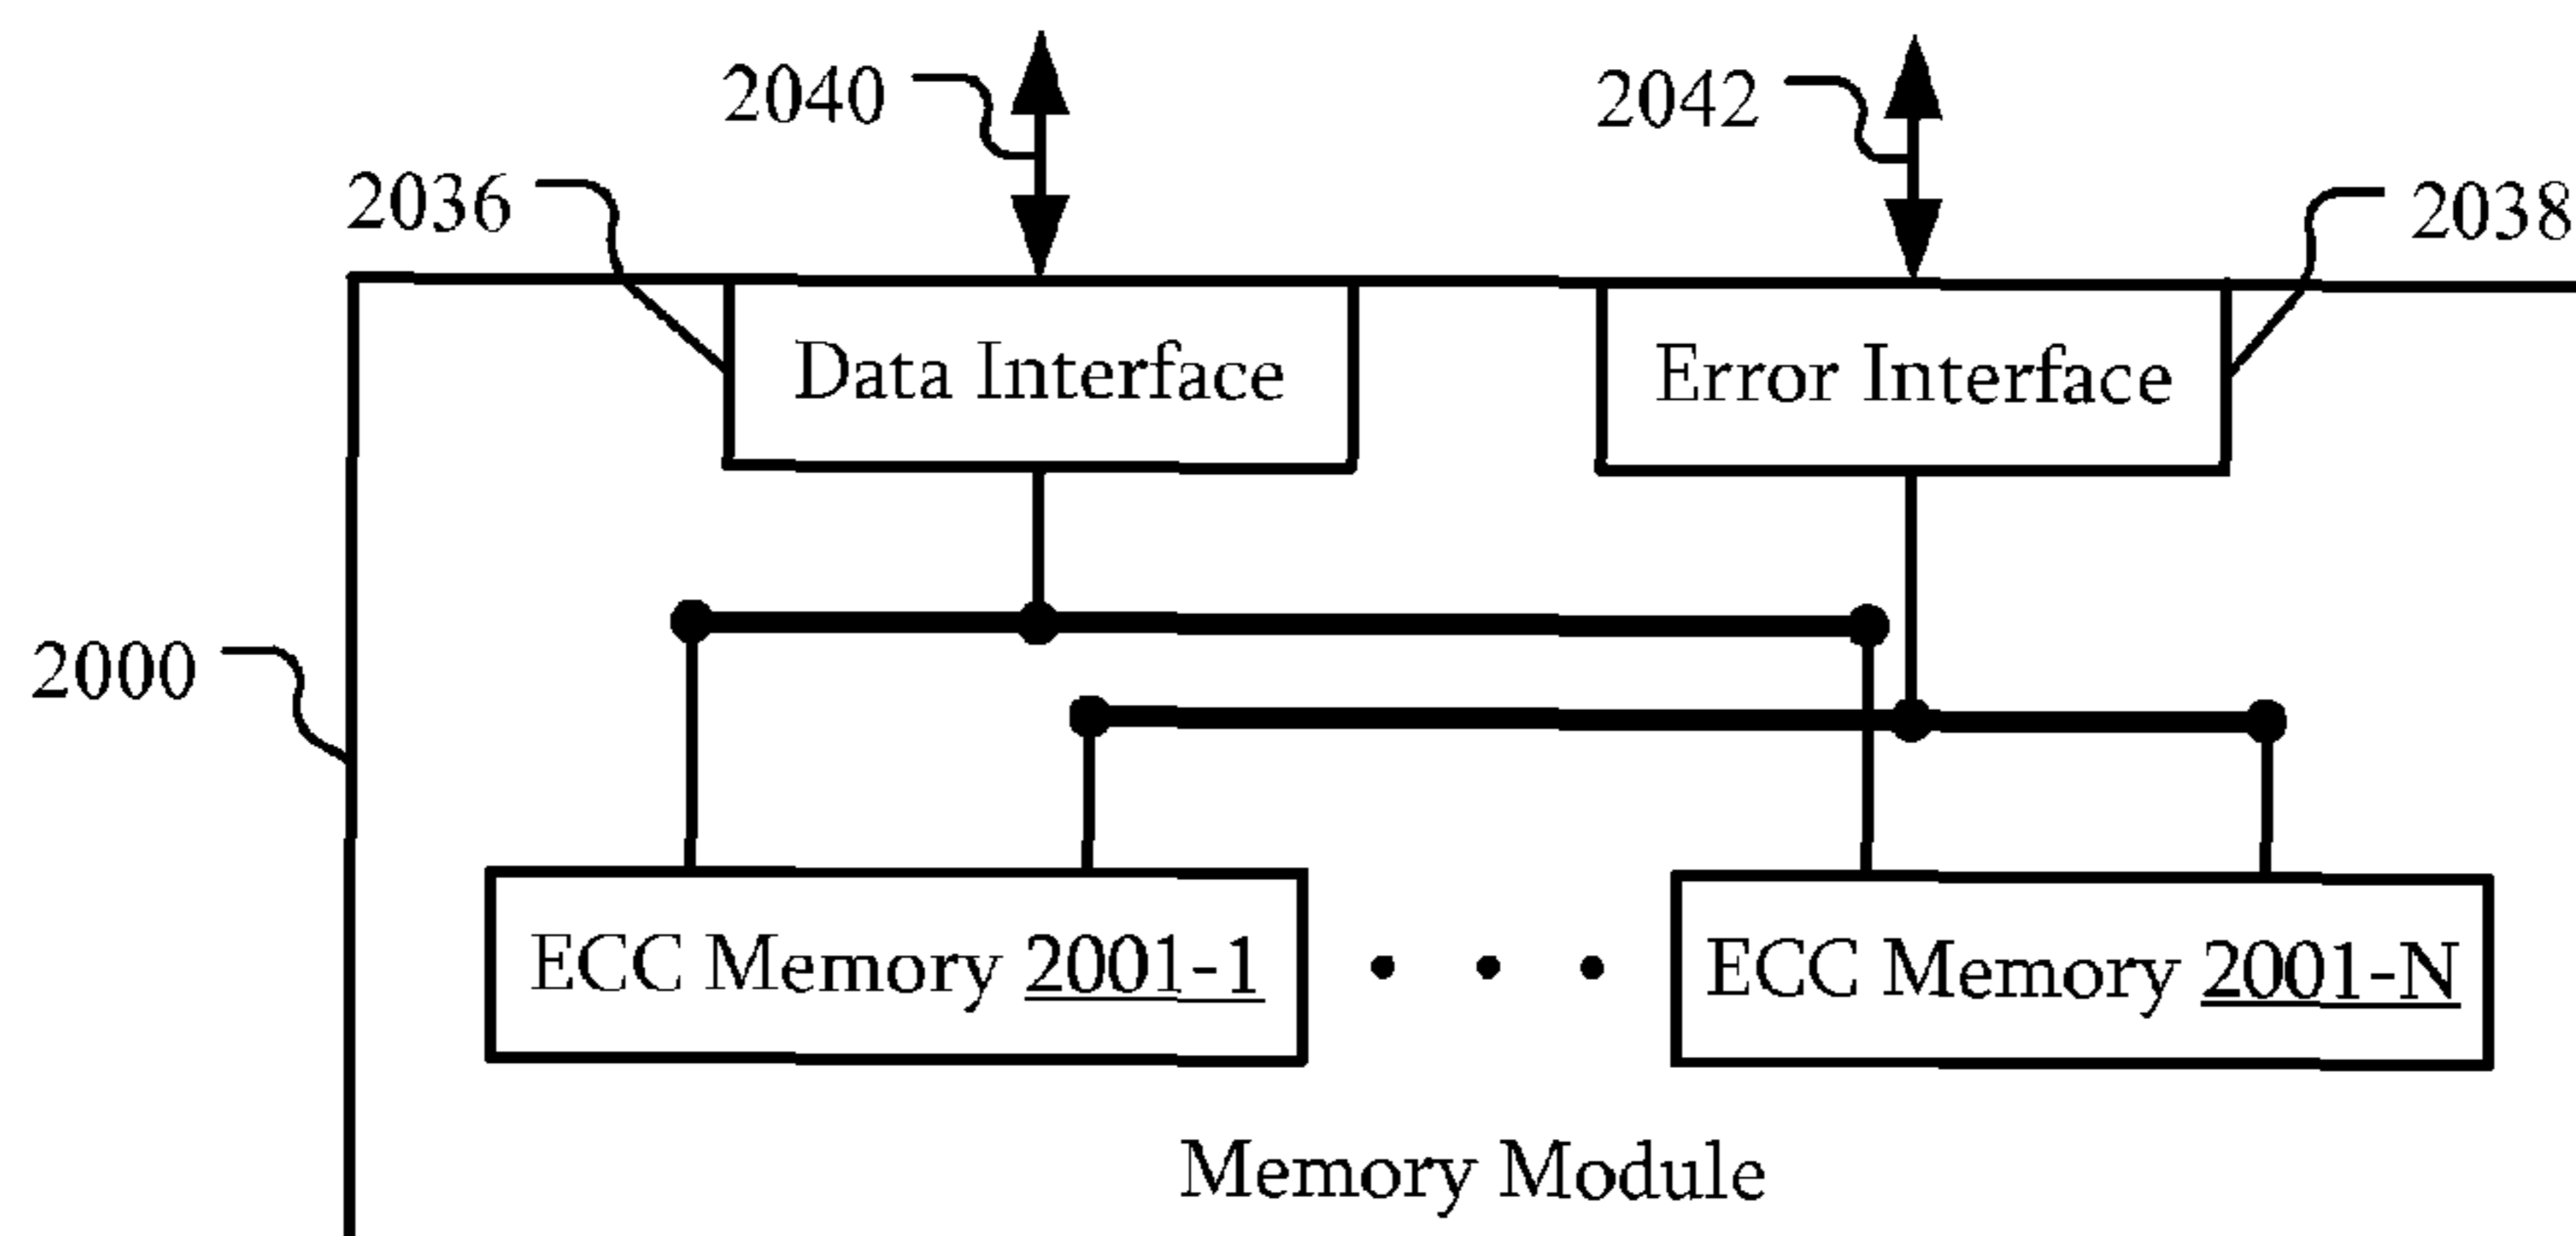 2040
2042
2036
2038
Data Interface
Error Interface
2000
ECC Memory 2001-1
ECC Memory 2001-N
Memory Module